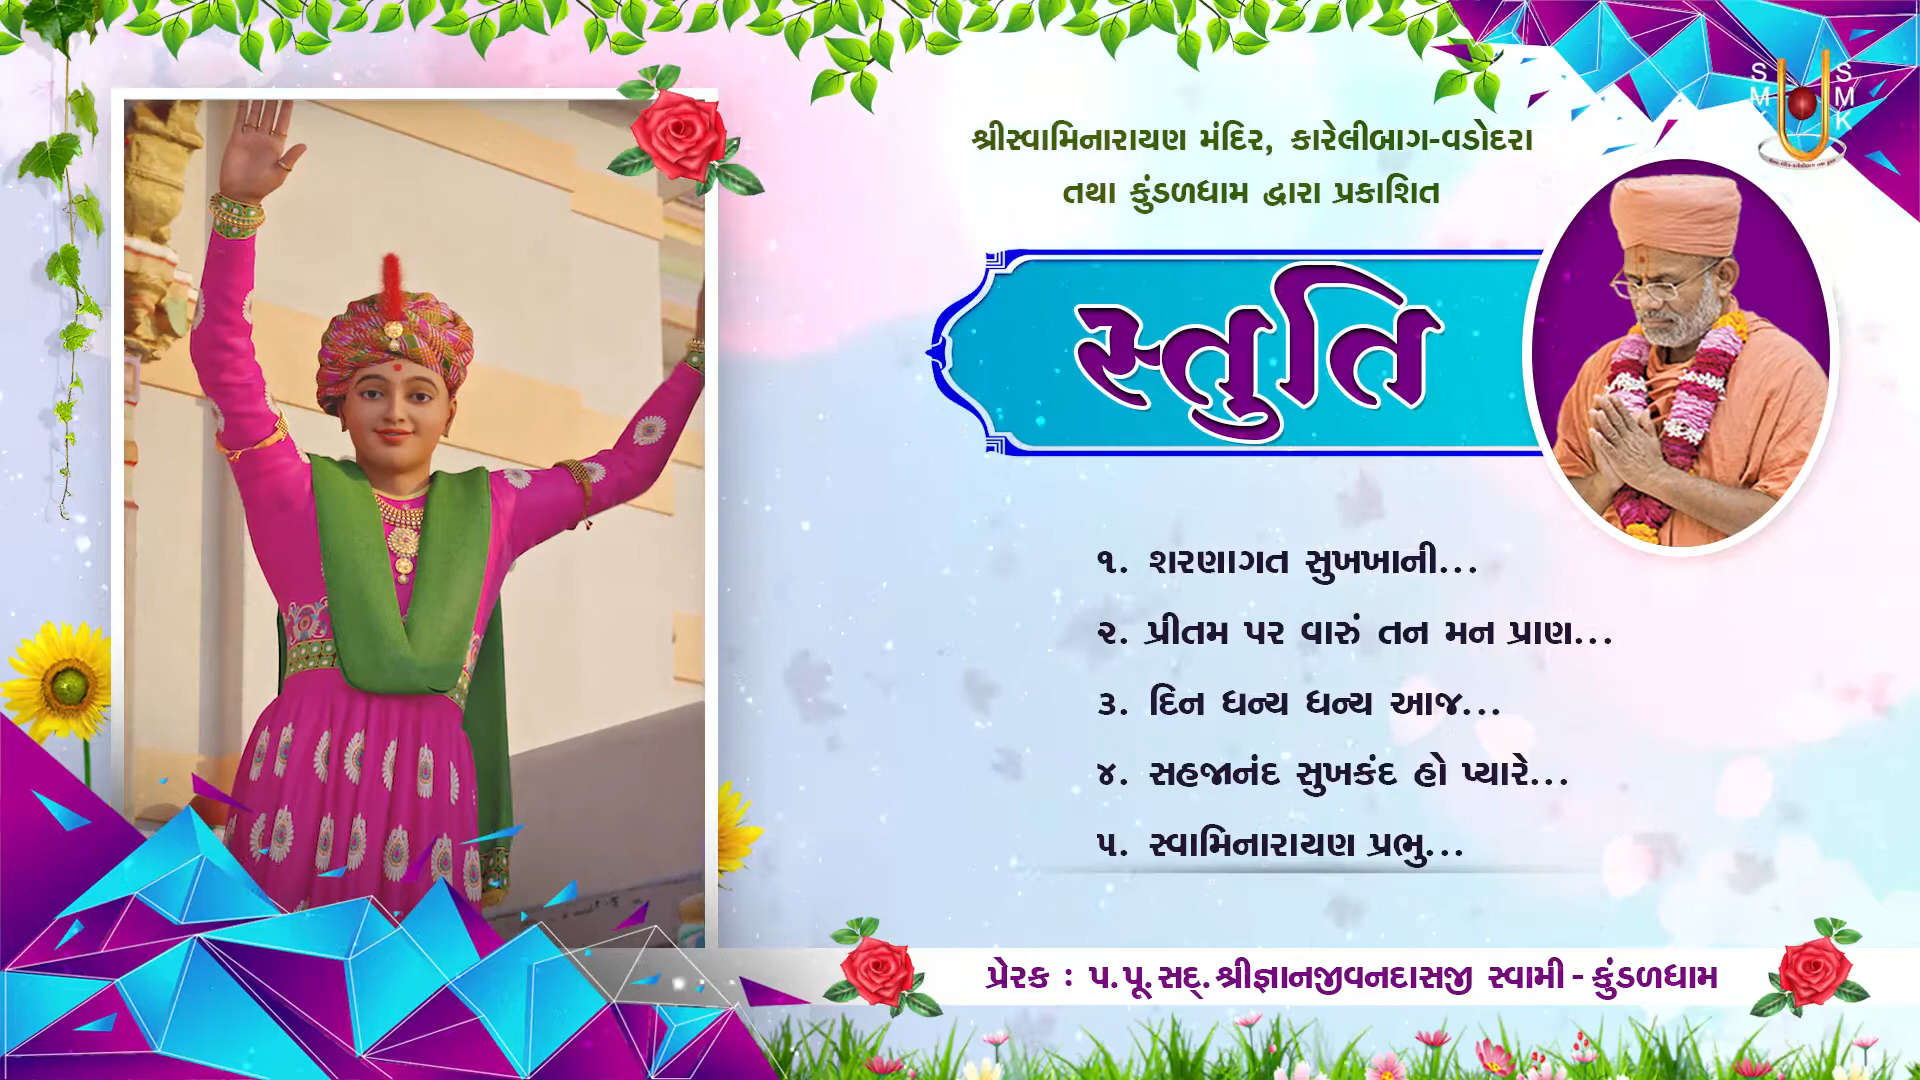 શ્રીસ્વામિનારાયણ મંદિર, કારેલીબાગ-વડોદરા
તથા કુંડળધામ દ્વારા પ્રકાશિત
સ્તુતિ
૧. શરણાગત સુખખાની...
૨. પ્રીતમ પર વારું તન મન પ્રાણ...
૩. દિન ધન્ય ધન્ય આજ...
૪. સહજાનંદ સુખકંદ હો પ્યારે...
૫. સ્વામિનારાયણ પ્રભુ...
પ્રેરક : પ.પૂ.સદ્.શ્રીજ્ઞાનજીવનદાસજી સ્વામી - કુંડળધામ
S S
M M
K